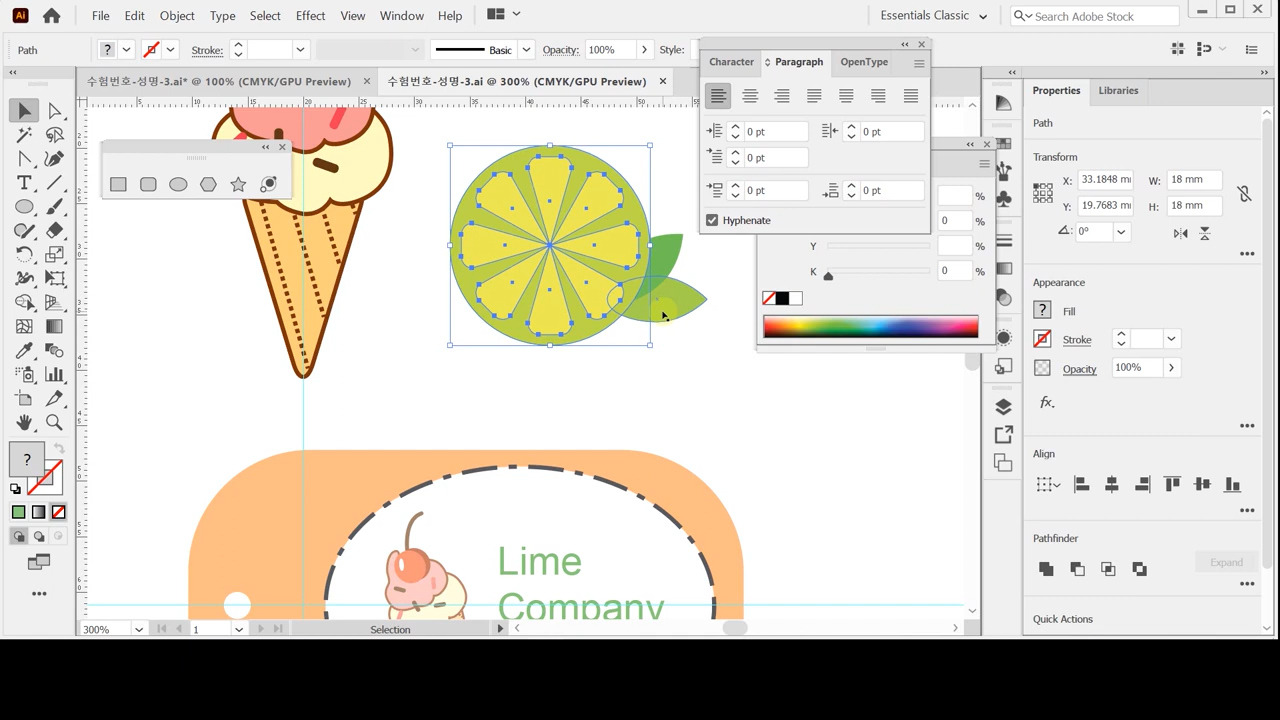 Ai File Edit Object Type Select Effect View Window Help Essentials Classic Search Adobe Stock
Path ? Stroke: Basic Opacity: 100% Style:
수험번호-성명-3.ai* @ 100% (CMYK/GPU Preview) × 수험번호-성명-3.ai @ 300% (CMYK/GPU Preview) ×
Character Paragraph OpenType
0 pt 0 pt
0 pt
0 pt 0 pt
Hyphenate
%
0 %
Y %
K 0 %
Properties Libraries
Path
Transform
X: 33.1848 m W: 18 mm
Y: 19.7683 m H: 18 mm
0°
Appearance
? Fill
Stroke
Opacity 100%
fx.
Align
Pathfinder
Expand
Quick Actions
?
Lime
Company
300% 1 Selection